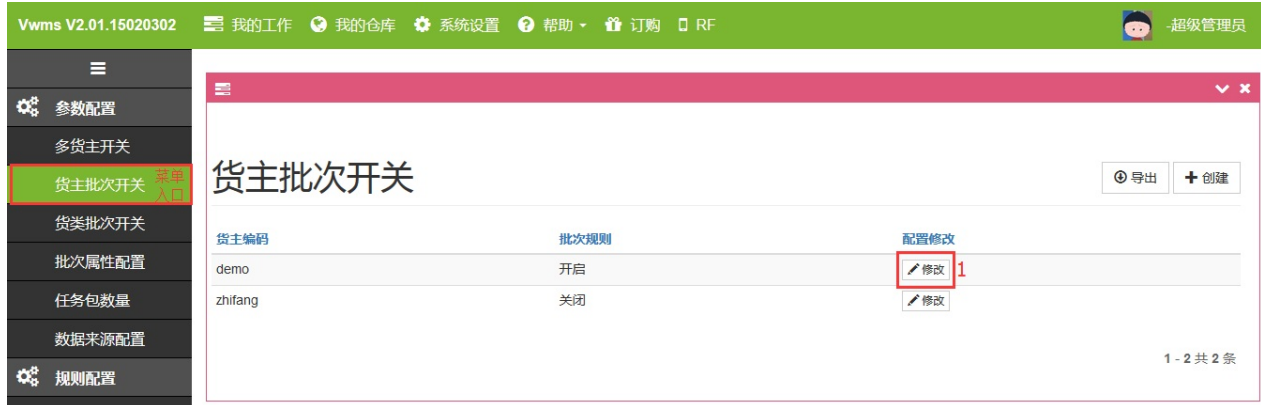 Vwms V2.01.15020302 我的工作 我的仓库 系统设置 帮助 订购 RF -超级管理员
参数配置
多货主开关
货主批次开关 菜单入口
货类批次开关
批次属性配置
任务包数量
数据来源配置
规则配置
货主批次开关
导出 创建
货主编码 批次规则 配置修改
demo 开启 修改 1
zhifang 关闭 修改
1 - 2 共 2 条